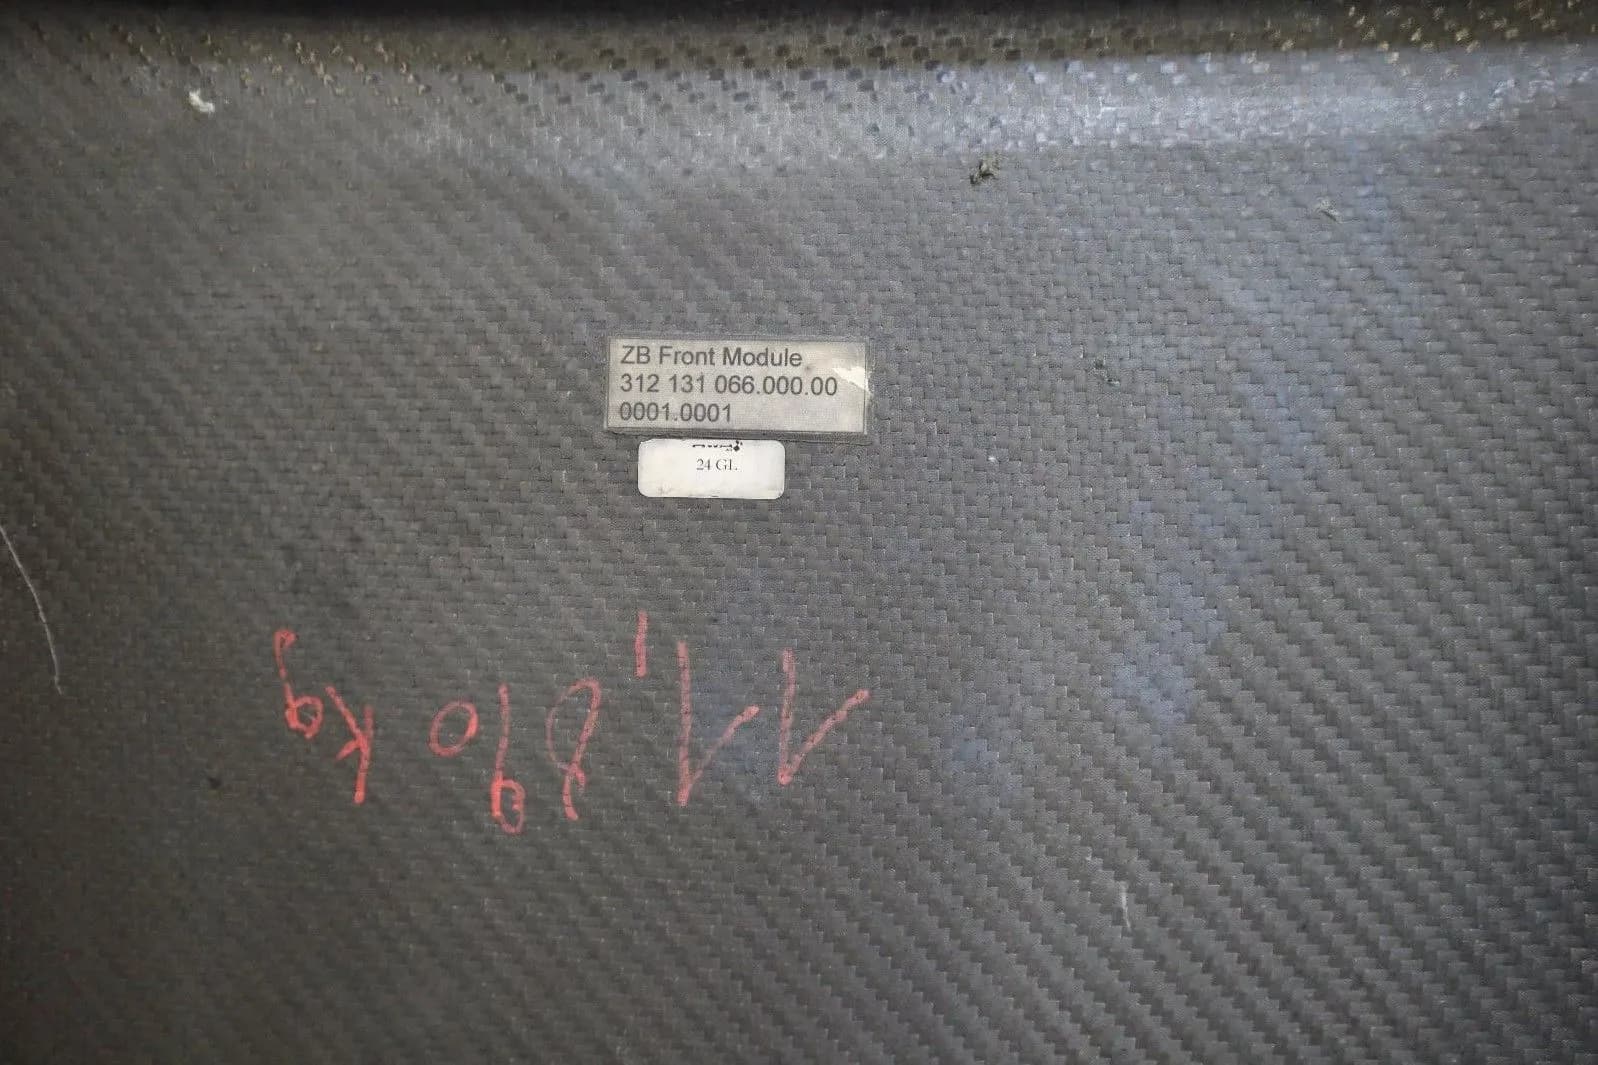 ZB Front Module
312 131 066.000.00
0001.0001
24 GL
11,890 kg